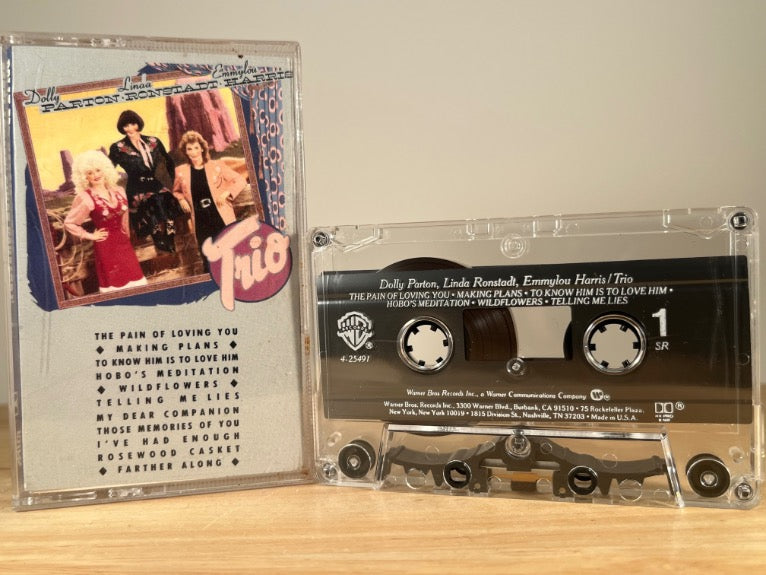 Dolly Linda Emmylou
PARTON · RONSTADT · HARRIS
Trio
THE PAIN OF LOVING YOU
◆ MAKING PLANS ◆
TO KNOW HIM IS TO LOVE HIM
HOBO'S MEDITATION
◆ WILDFLOWERS ◆
TELLING ME LIES
MY DEAR COMPANION
THOSE MEMORIES OF YOU
I'VE HAD ENOUGH
ROSEWOOD CASKET
◆ FARTHER ALONG ◆
Dolly Parton, Linda Ronstadt, Emmylou Harris/Trio
THE PAIN OF LOVING YOU • MAKING PLANS • TO KNOW HIM IS TO LOVE HIM •
HOBO'S MEDITATION • WILDFLOWERS • TELLING ME LIES
4-25491
1
SR
Warner Bros Records Inc., a Warner Communications Company
Warner Bros. Records Inc., 3300 Warner Blvd., Burbank, CA 91510 • 75 Rockefeller Plaza,
New York, New York 10019 • 1815 Division St., Nashville, TN 37203 • Made in U.S.A.